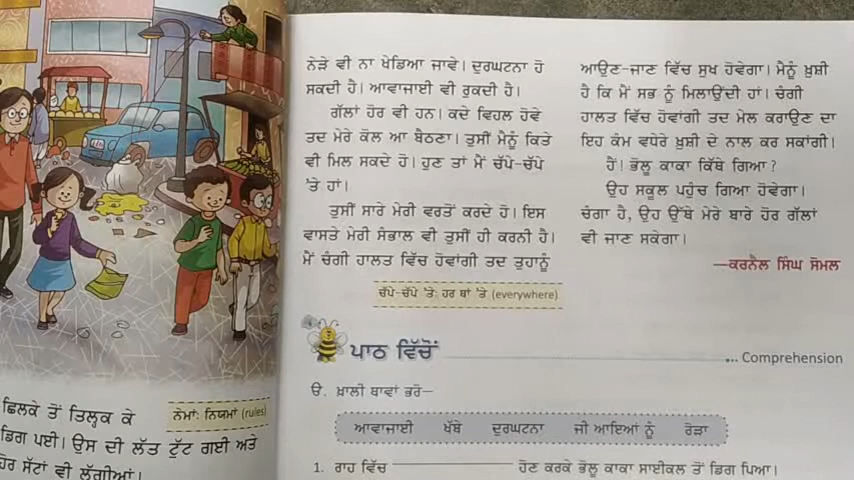 ਛਿਲਕੇ ਤੋਂ ਤਿਲ੍ਹਕ ਕੇ
ਨੇਮਾਂ: ਨਿਯਮਾਂ (rules)
ਡਿਗ ਪਈ। ਉਸ ਦੀ ਲੱਤ ਟੁੱਟ ਗਈ ਅਤੇ
ਹੋਰ ਸੱਟਾਂ ਵੀ ਲੱਗੀਆਂ।
ਨੇੜੇ ਵੀ ਨਾ ਖੇਡਿਆ ਜਾਵੇ। ਦੁਰਘਟਨਾ ਹੋ
ਸਕਦੀ ਹੈ। ਆਵਾਜਾਈ ਵੀ ਰੁਕਦੀ ਹੈ।
ਗੱਲਾਂ ਹੋਰ ਵੀ ਹਨ। ਕਦੇ ਵਿਹਲ ਹੋਵੇ
ਤਦ ਮੇਰੇ ਕੋਲ ਆ ਬੈਠਣਾ। ਤੁਸੀਂ ਮੈਨੂੰ ਕਿਤੇ
ਵੀ ਮਿਲ ਸਕਦੇ ਹੋ। ਹੁਣ ਤਾਂ ਮੈਂ ਚੱਪੇ-ਚੱਪੇ
'ਤੇ ਹਾਂ।
ਤੁਸੀਂ ਸਾਰੇ ਮੇਰੀ ਵਰਤੋਂ ਕਰਦੇ ਹੋ। ਇਸ
ਵਾਸਤੇ ਮੇਰੀ ਸੰਭਾਲ ਵੀ ਤੁਸੀਂ ਹੀ ਕਰਨੀ ਹੈ।
ਮੈਂ ਚੰਗੀ ਹਾਲਤ ਵਿੱਚ ਹੋਵਾਂਗੀ ਤਦ ਤੁਹਾਨੂੰ
ਆਉਣ-ਜਾਣ ਵਿੱਚ ਸੁਖ ਹੋਵੇਗਾ। ਮੈਨੂੰ ਖ਼ੁਸ਼ੀ
ਹੈ ਕਿ ਮੈਂ ਸਭ ਨੂੰ ਮਿਲਾਉਂਦੀ ਹਾਂ। ਚੰਗੀ
ਹਾਲਤ ਵਿੱਚ ਹੋਵਾਂਗੀ ਤਦ ਮੇਲ ਕਰਾਉਣ ਦਾ
ਇਹ ਕੰਮ ਵਧੇਰੇ ਖ਼ੁਸ਼ੀ ਦੇ ਨਾਲ ਕਰ ਸਕਾਂਗੀ।
ਹੈਂ! ਭੋਲੂ ਕਾਕਾ ਕਿੱਥੇ ਗਿਆ?
ਉਹ ਸਕੂਲ ਪਹੁੰਚ ਗਿਆ ਹੋਵੇਗਾ।
ਚੰਗਾ ਹੈ, ਉਹ ਉੱਥੇ ਮੇਰੇ ਬਾਰੇ ਹੋਰ ਗੱਲਾਂ
ਵੀ ਜਾਣ ਸਕੇਗਾ।
—ਕਰਨੈਲ ਸਿੰਘ ਸੋਮਲ
ਚੱਪੇ-ਚੱਪੇ 'ਤੇ: ਹਰ ਥਾਂ 'ਤੇ (everywhere)
ਪਾਠ ਵਿੱਚੋਂ ... Comprehension
ੳ. ਖ਼ਾਲੀ ਥਾਵਾਂ ਭਰੋ—
ਆਵਾਜਾਈ ਖੱਬੇ ਦੁਰਘਟਨਾ ਜੀ ਆਇਆਂ ਨੂੰ ਰੋੜਾ
1. ਰਾਹ ਵਿੱਚ ਹੋਣ ਕਰਕੇ ਭੋਲੂ ਕਾਕਾ ਸਾਈਕਲ ਤੋਂ ਡਿਗ ਪਿਆ।